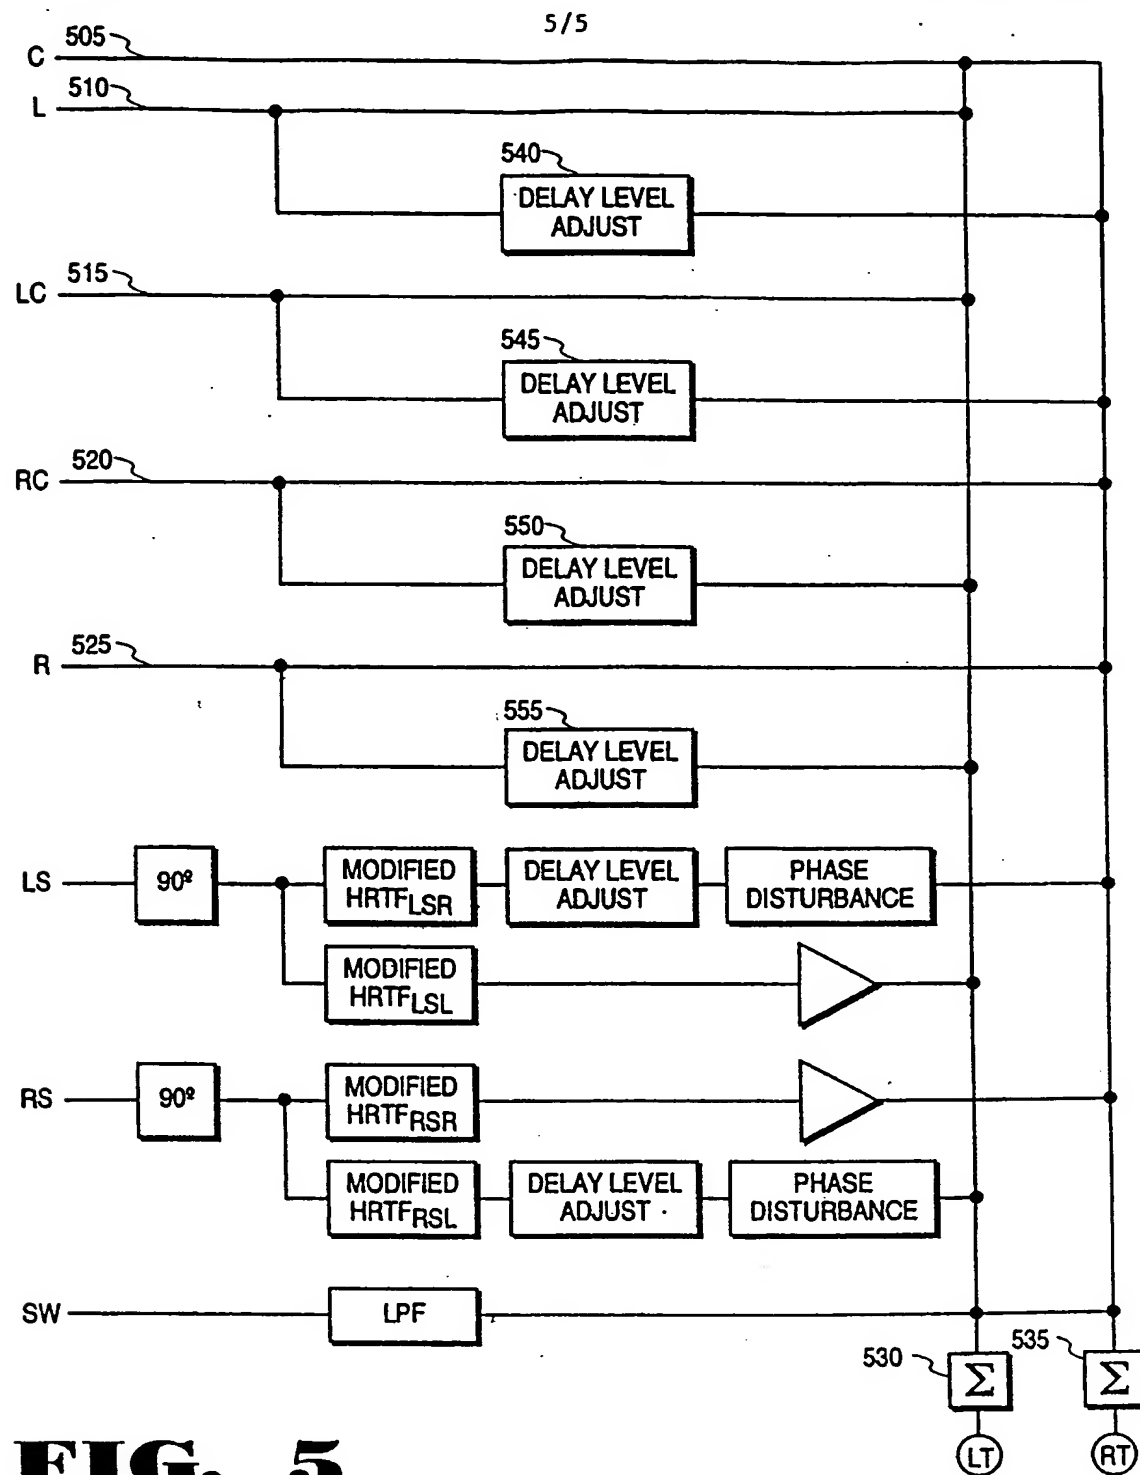 5/5
505
C
510
L
540
DELAY LEVEL
ADJUST
515
LC
545
DELAY LEVEL
ADJUST
520
RC
550
DELAY LEVEL
ADJUST
525
R
555
DELAY LEVEL
ADJUST
LS
90º
MODIFIED
HRTFLSR
DELAY LEVEL
ADJUST
PHASE
DISTURBANCE
MODIFIED
HRTFLSL
RS
90º
MODIFIED
HRTFRSR
MODIFIED
HRTFRSL
DELAY LEVEL
ADJUST
PHASE
DISTURBANCE
SW
LPF
530
Σ
535
Σ
LT
RT
FIG. 5